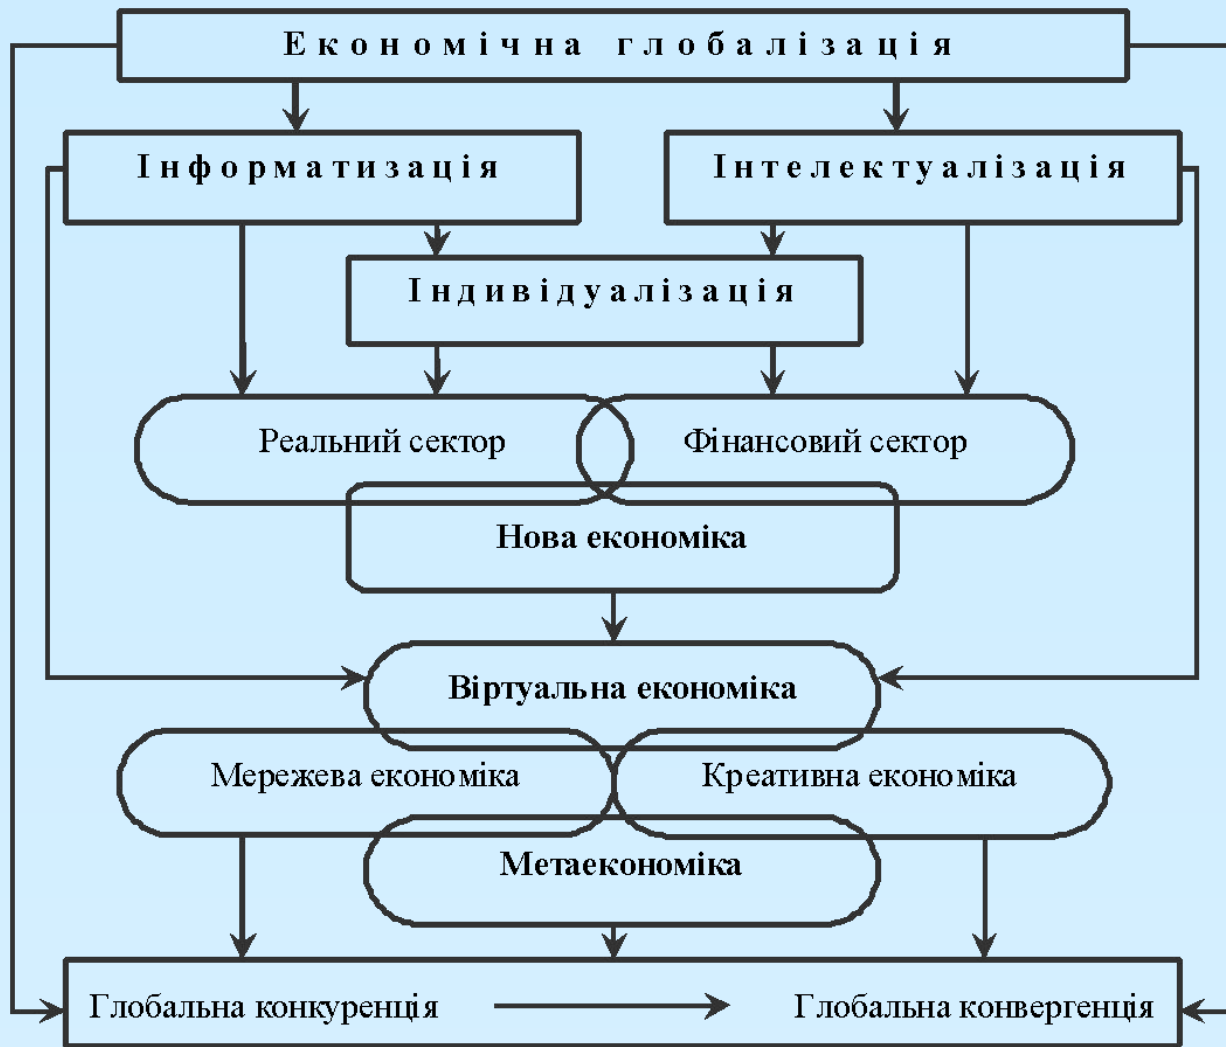 Економічна глобалізація
Інформатизація
Інтелектуалізація
Індивідуалізація
Реальний сектор
Фінансовий сектор
Нова економіка
Віртуальна економіка
Мережева економіка
Креативна економіка
Метаекономіка
Глобальна конкуренція
Глобальна конвергенція